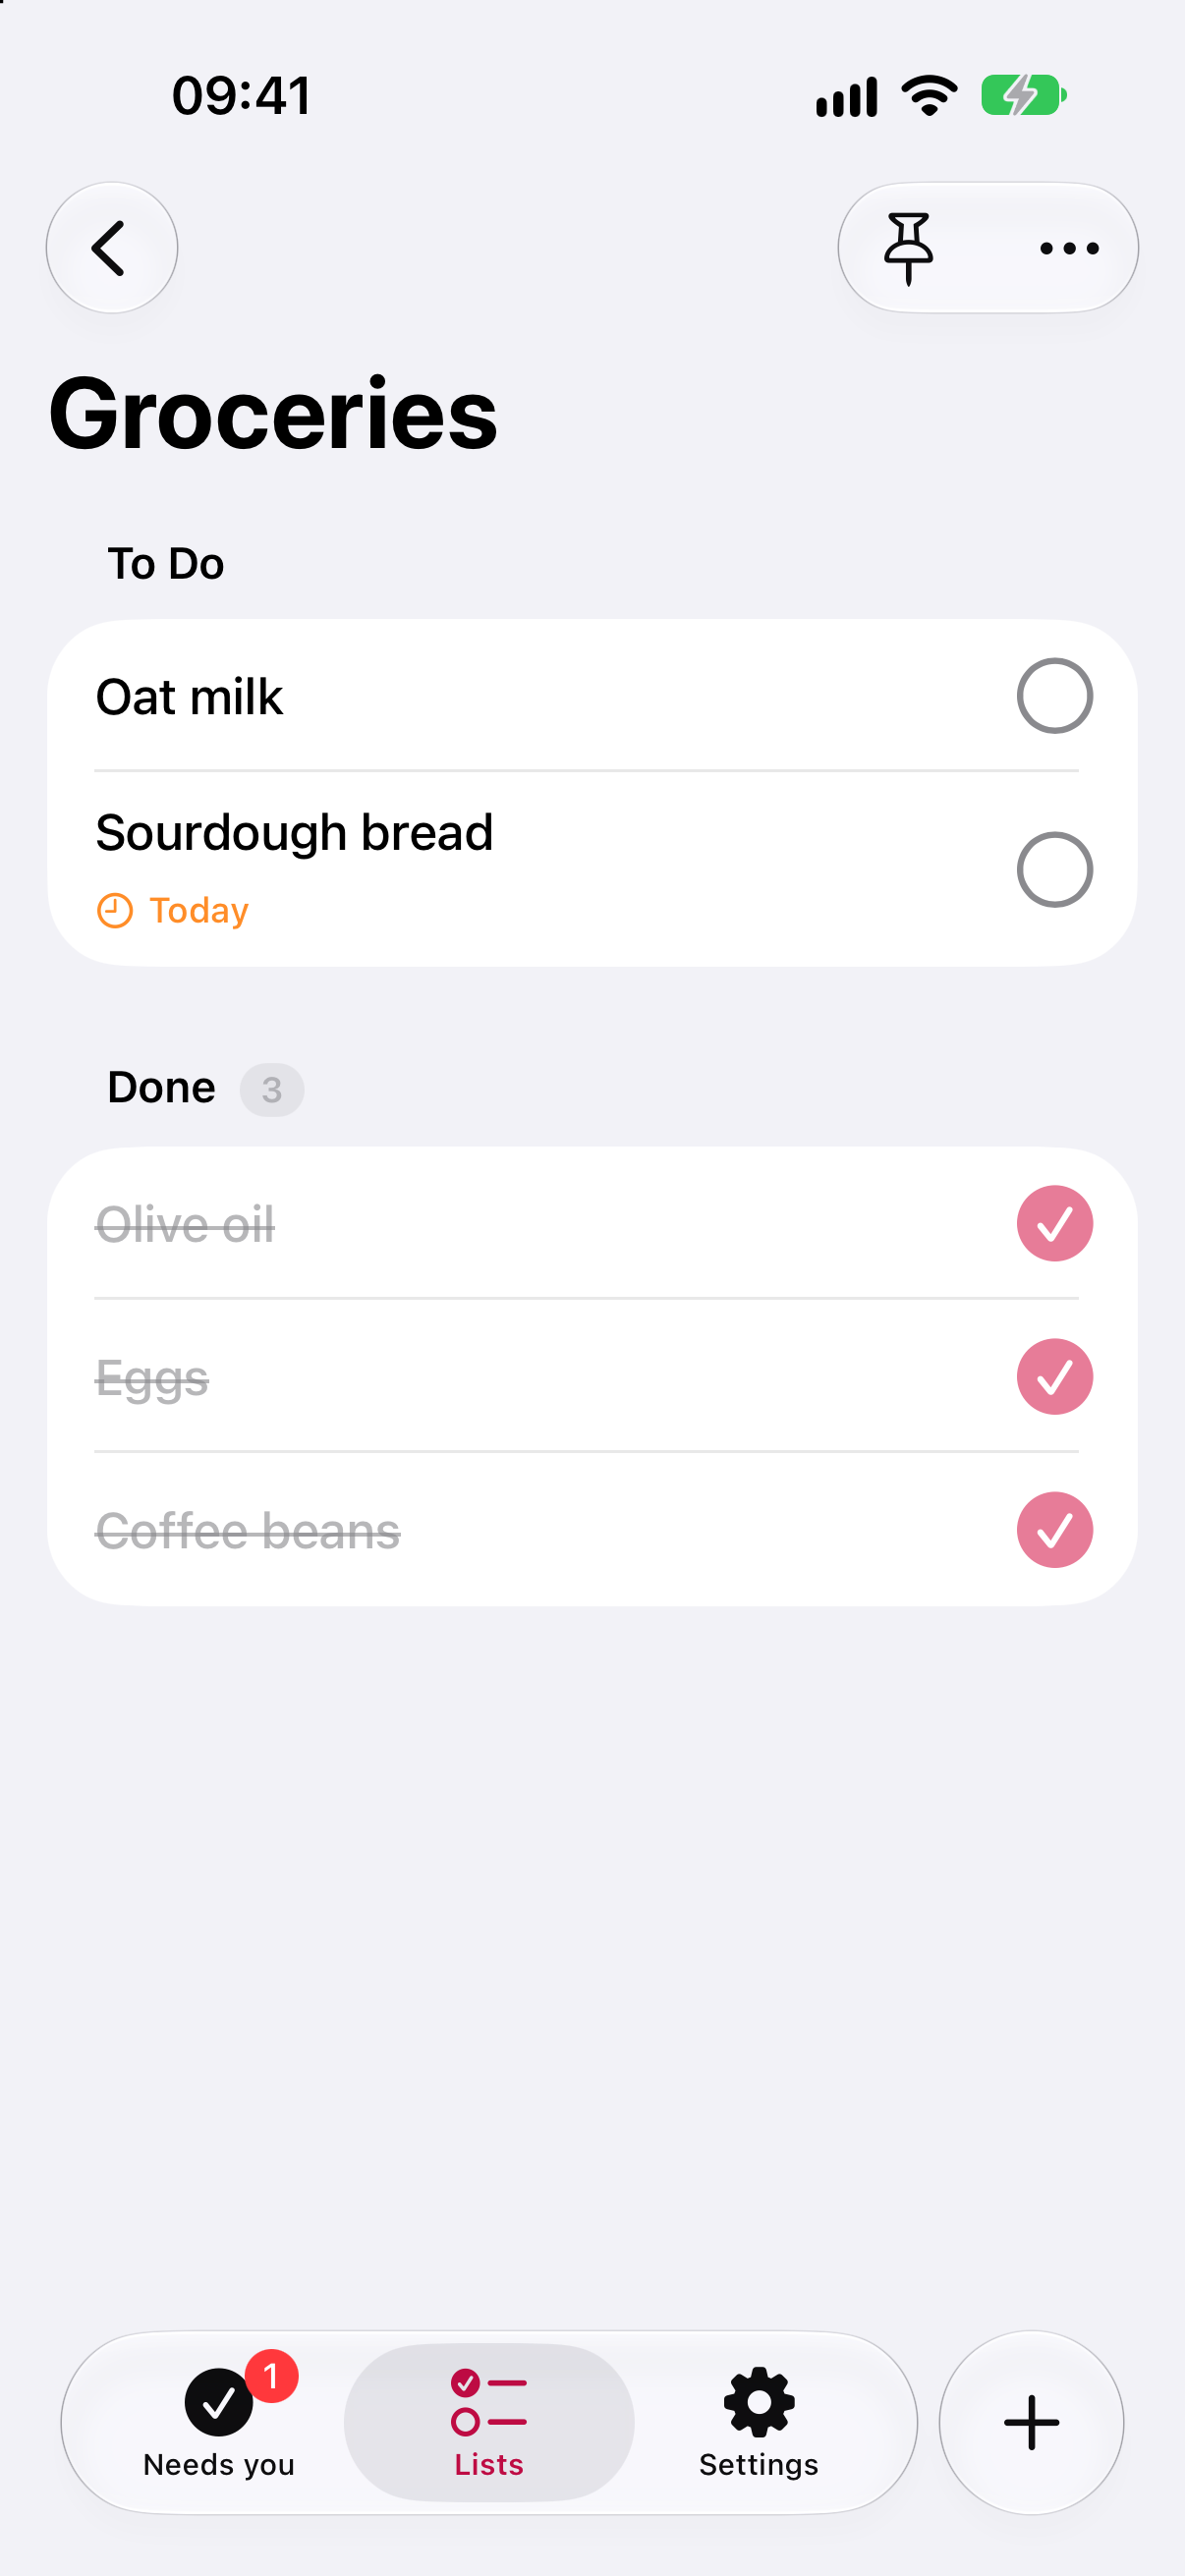 09:41
Groceries
To Do
Oat milk
Sourdough bread
Today
Done 3
Olive oil
Eggs
Coffee beans
1
Needs you
Lists
Settings